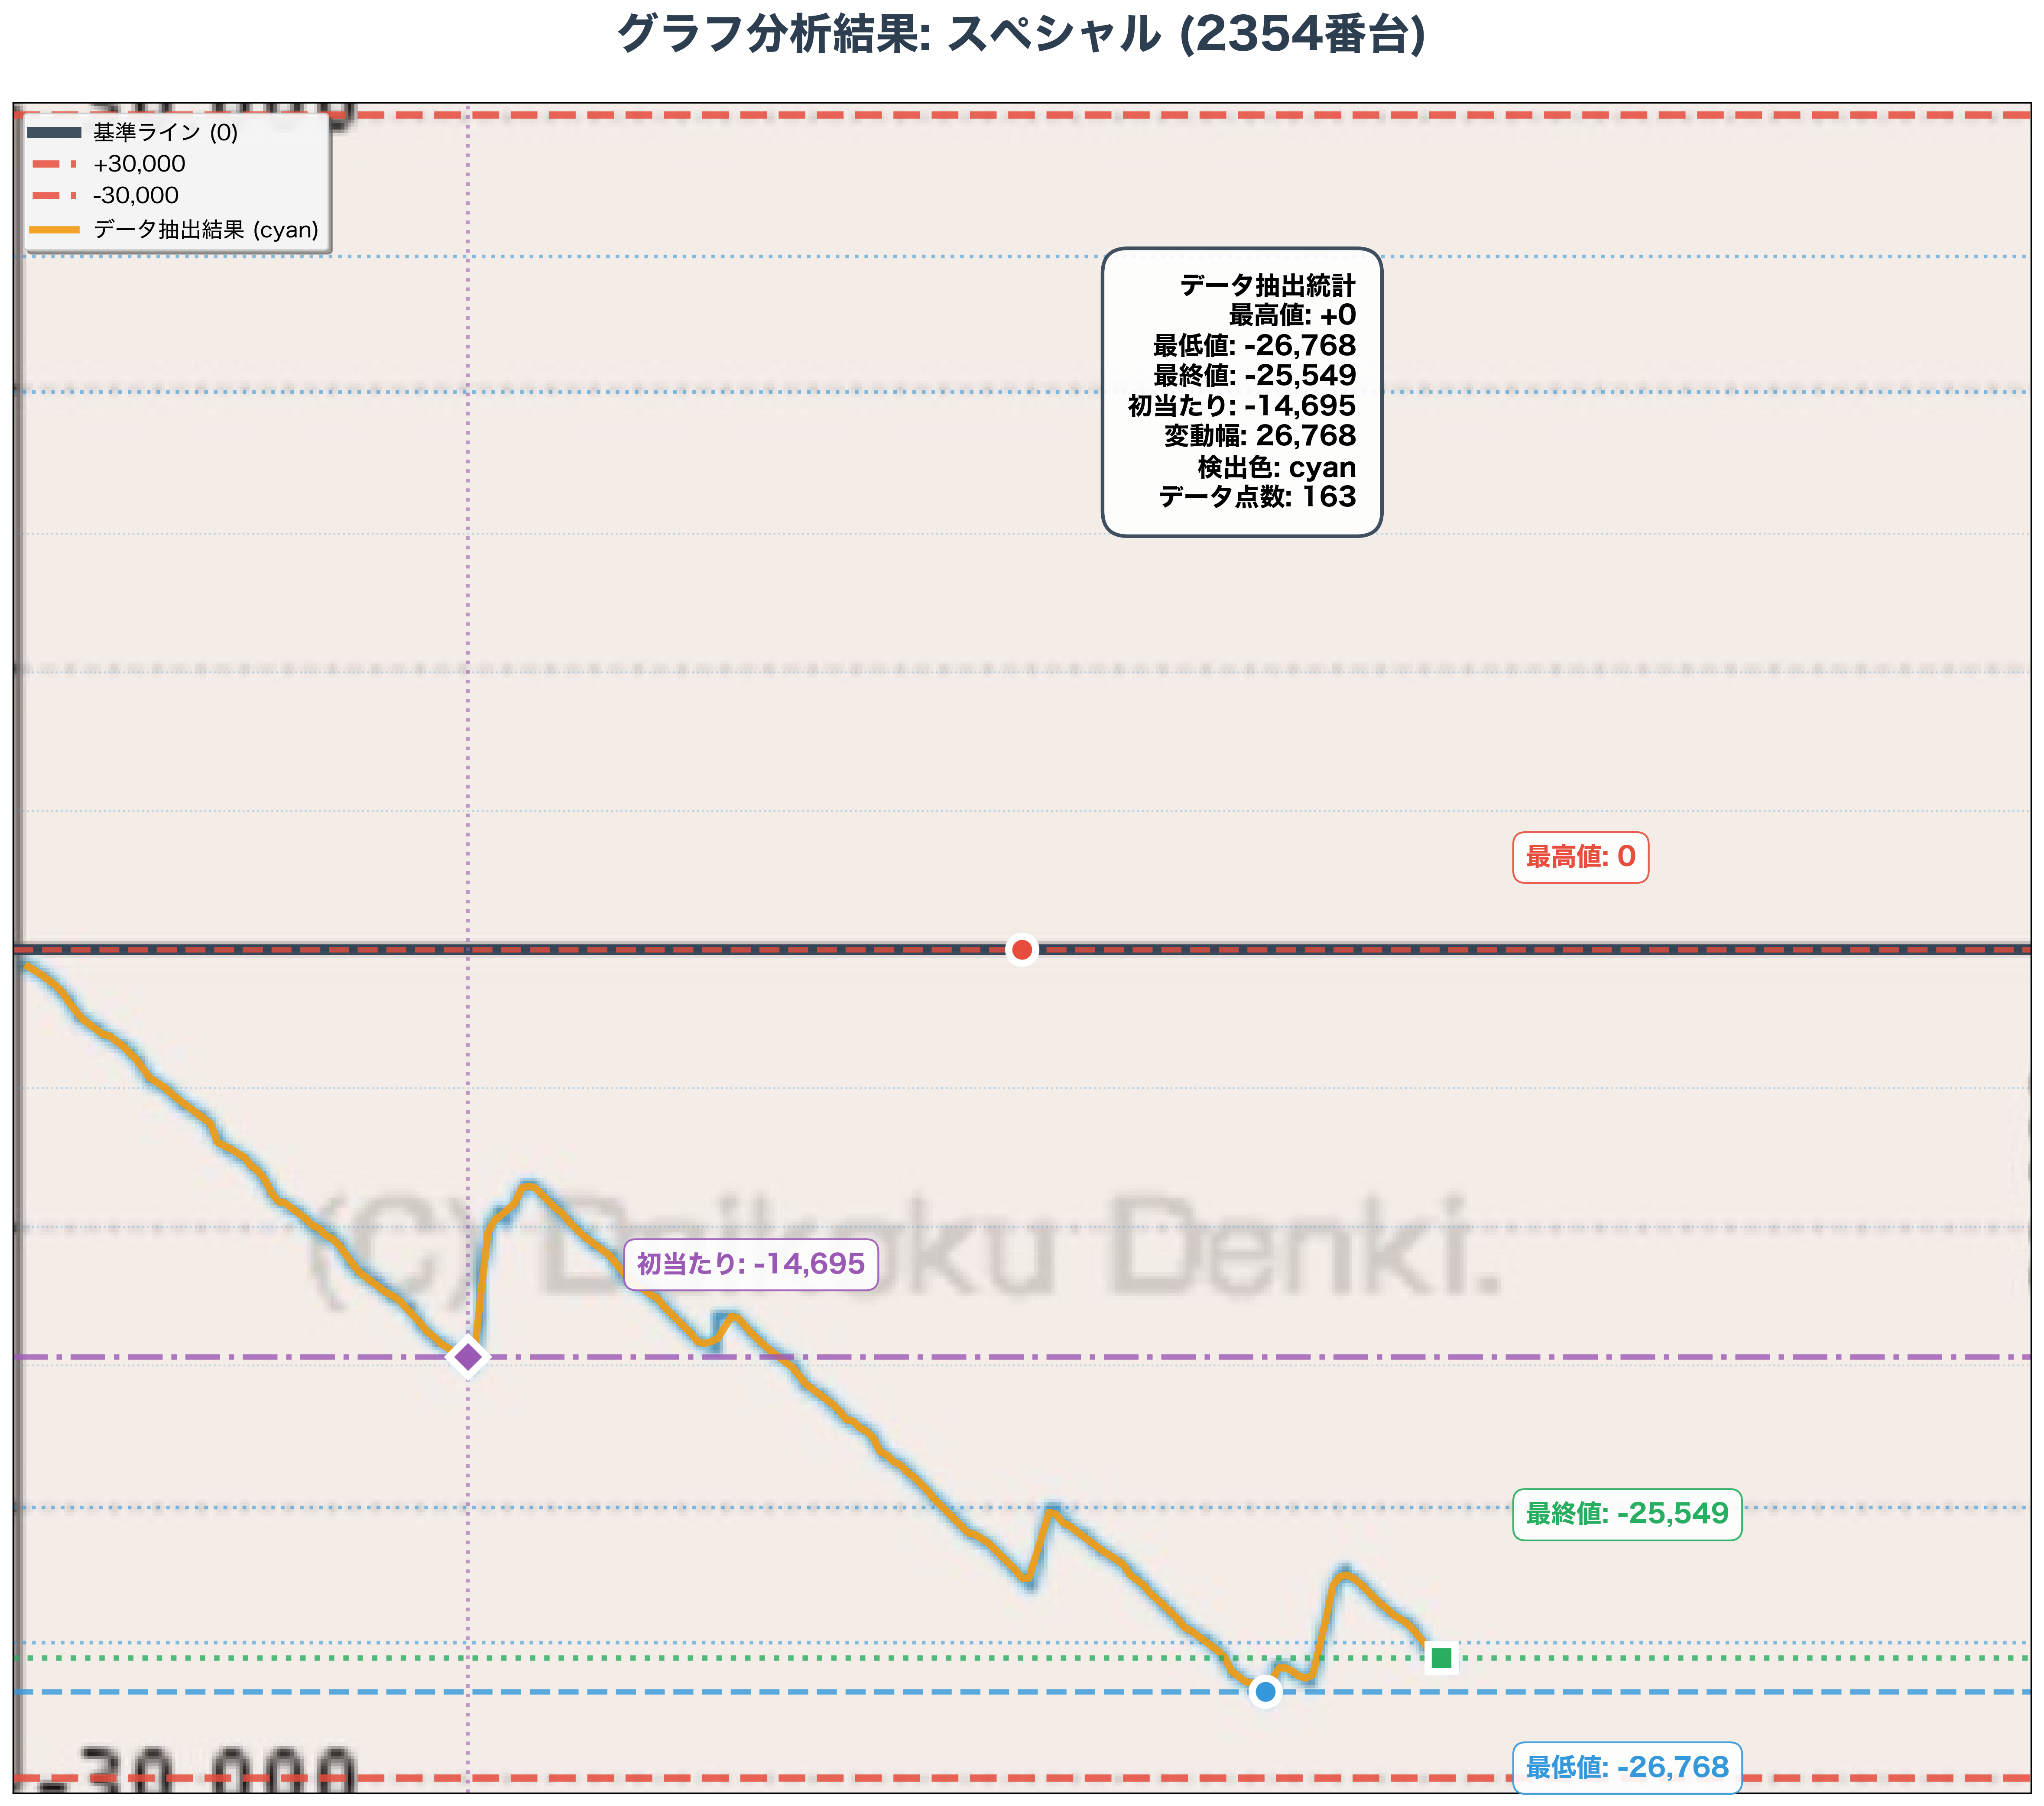 グラフ分析結果: スペシャル (2354番台)
基準ライン (0)
+30,000
-30,000
データ抽出結果 (cyan)
データ抽出統計
最高値: +0
最低値: -26,768
最終値: -25,549
初当たり: -14,695
変動幅: 26,768
検出色: cyan
データ点数: 163
最高値: 0
(C) Daikoku Denki.
初当たり: -14,695
最終値: -25,549
-30,000
最低値: -26,768